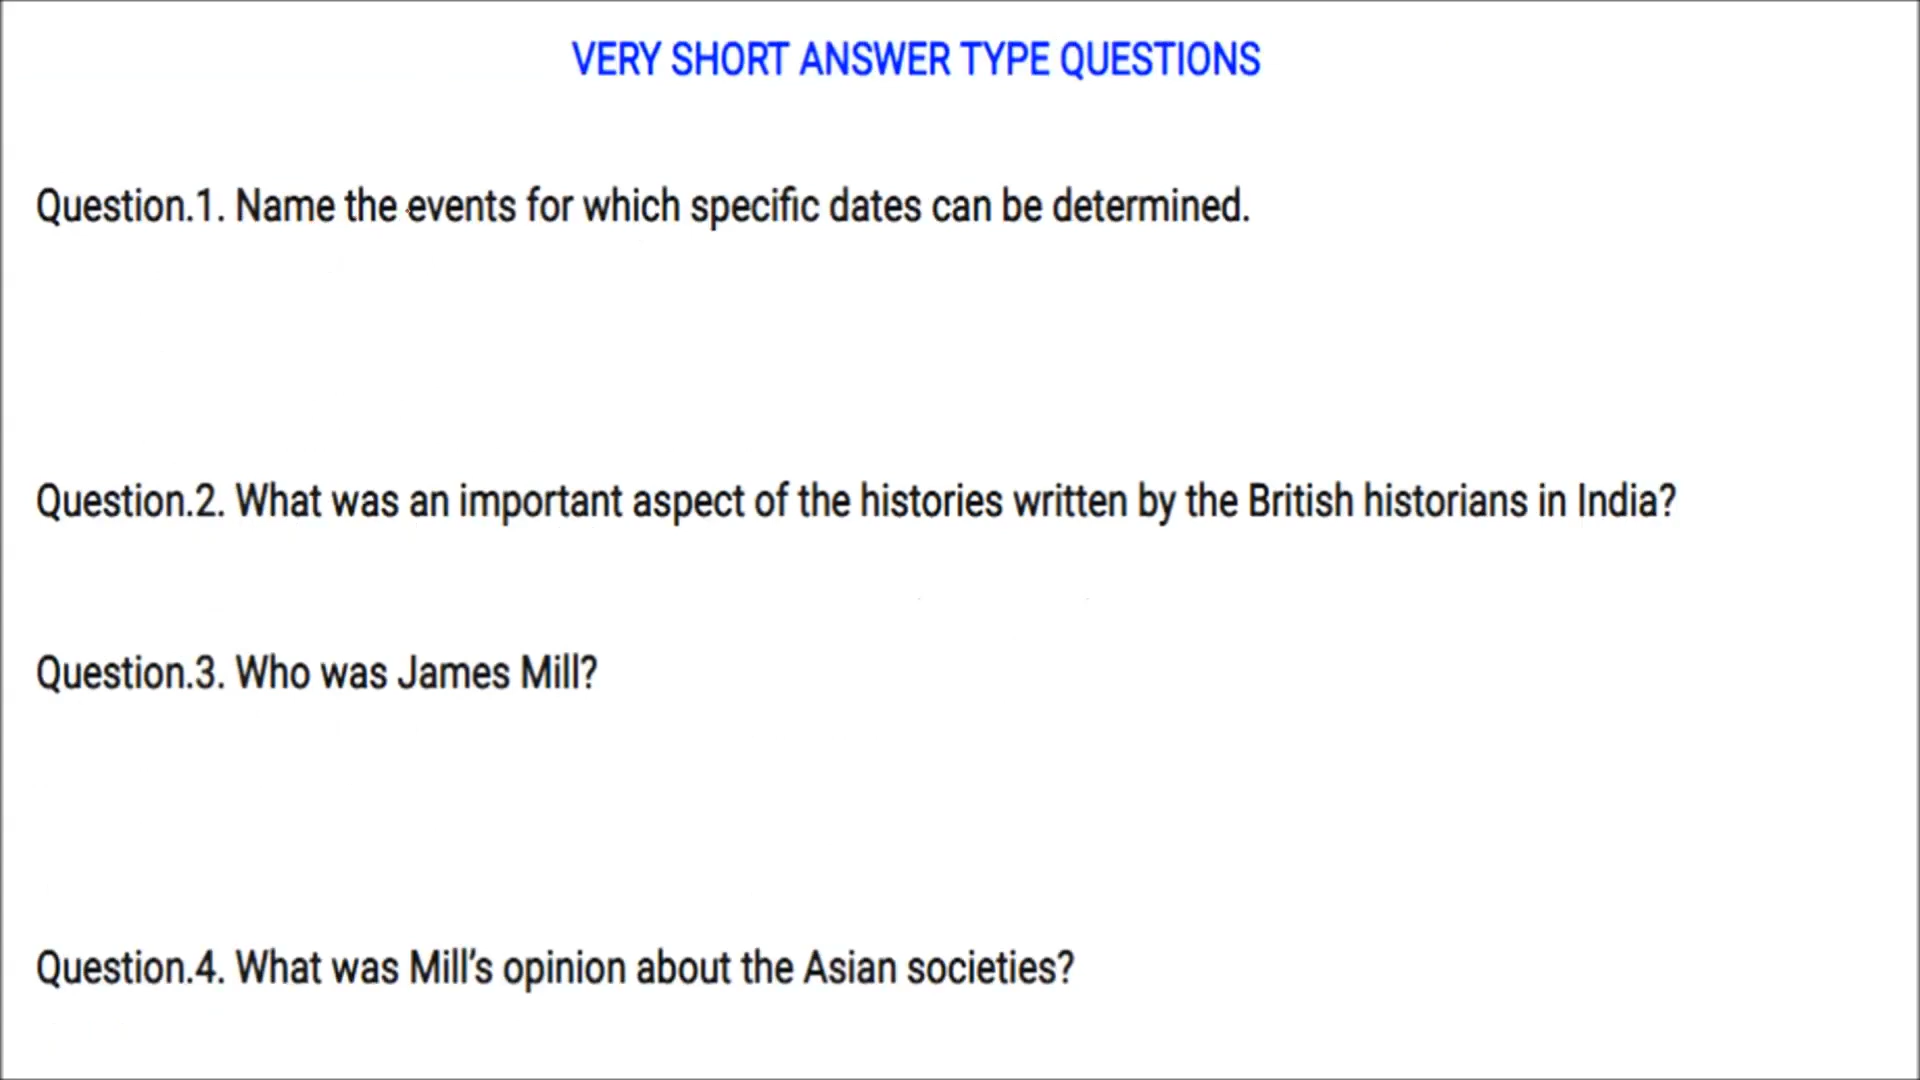 VERY SHORT ANSWER TYPE QUESTIONS
Question.1. Name the events for which specific dates can be determined.
Question.2. What was an important aspect of the histories written by the British historians in India?
Question.3. Who was James Mill?
Question.4. What was Mill’s opinion about the Asian societies?